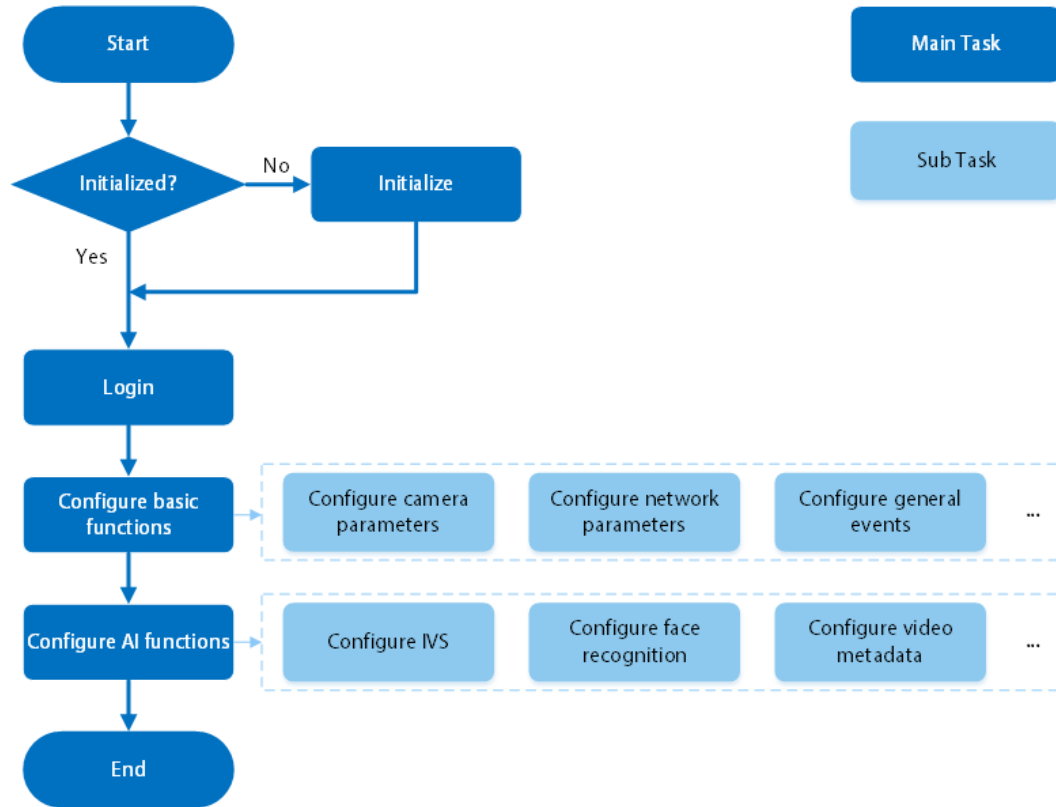 Start
Main Task
Initialized?
No
Initialize
Sub Task
Yes
Login
Configure basic
functions
Configure camera
parameters
Configure network
parameters
Configure general
events
...
Configure AI functions
Configure IVS
Configure face
recognition
Configure video
metadata
...
End